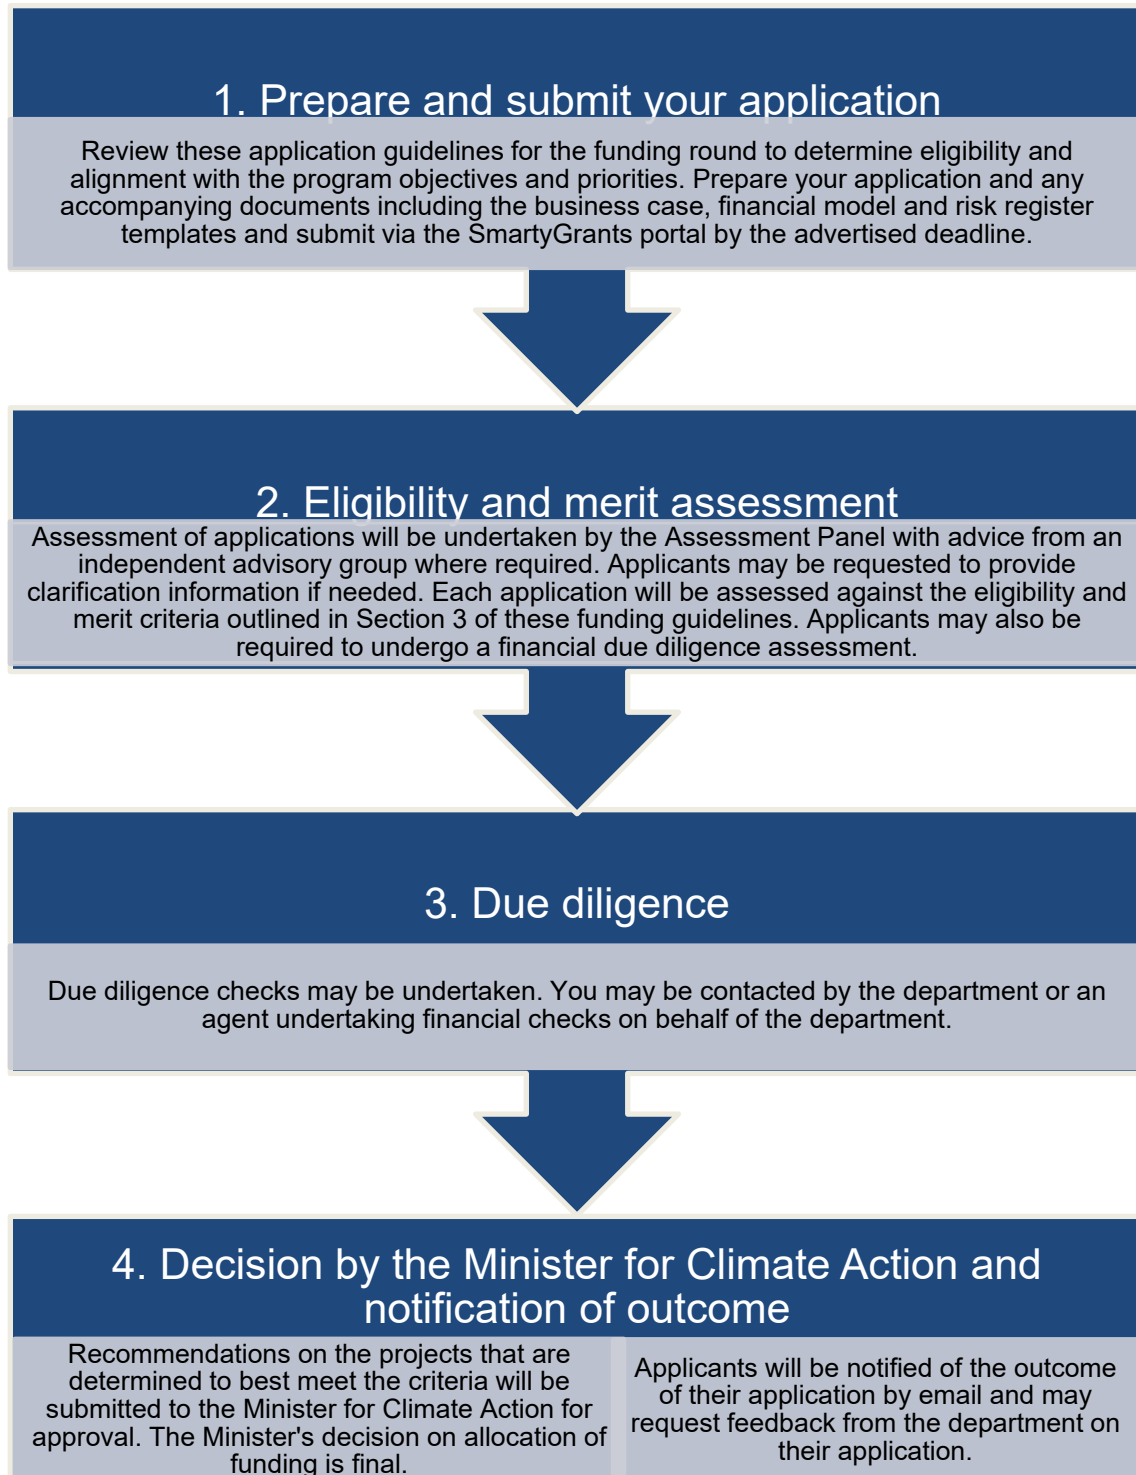 1. Prepare and submit your application
Review these application guidelines for the funding round to determine eligibility and
alignment with the program objectives and priorities. Prepare your application and any
accompanying documents including the business case, financial model and risk register
templates and submit via the SmartyGrants portal by the advertised deadline.
2. Eligibility and merit assessment
Assessment of applications will be undertaken by the Assessment Panel with advice from an
independent advisory group where required. Applicants may be requested to provide
clarification information if needed. Each application will be assessed against the eligibility and
merit criteria outlined in Section 3 of these funding guidelines. Applicants may also be
required to undergo a financial due diligence assessment.
3. Due diligence
Due diligence checks may be undertaken. You may be contacted by the department or an
agent undertaking financial checks on behalf of the department.
4. Decision by the Minister for Climate Action and
notification of outcome
Recommendations on the projects that are
determined to best meet the criteria will be
submitted to the Minister for Climate Action for
approval. The Minister's decision on allocation of
funding is final.
Applicants will be notified of the outcome
of their application by email and may
request feedback from the department on
their application.